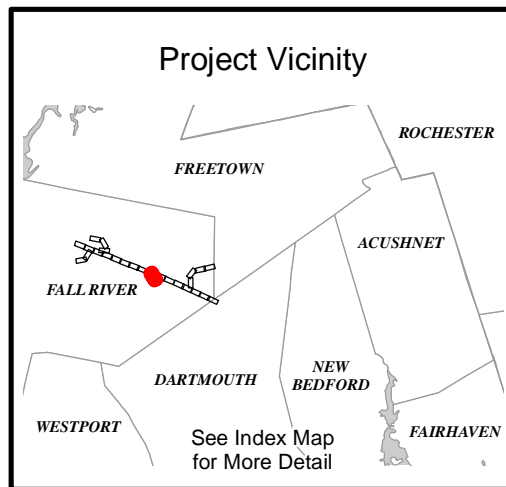 Project Vicinity
ROCHESTER
FREETOWN
ACUSHNET
FALL RIVER
DARTMOUTH
NEW
BEDFORD
WESTPORT
See Index Map
for More Detail
FAIRHAVEN